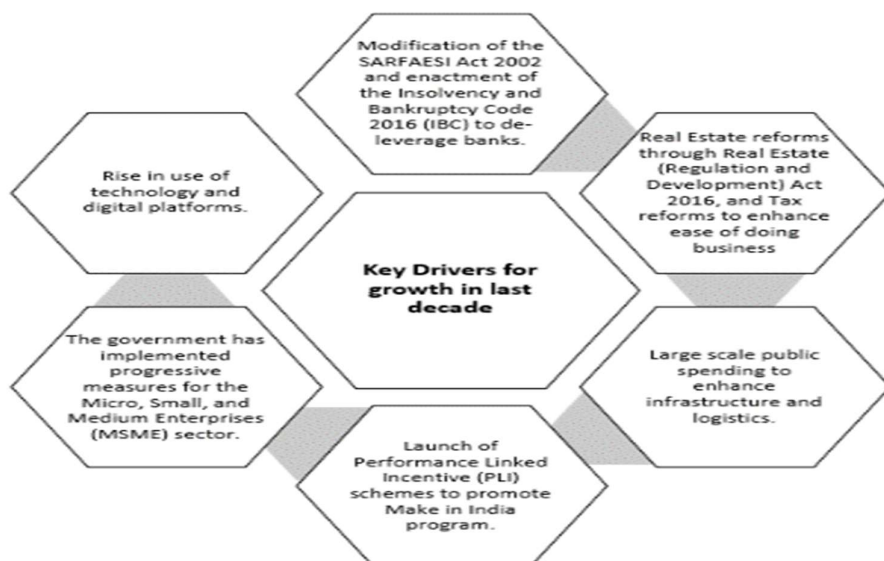 Modification of the
SARFAESI Act 2002
and enactment of
the Insolvency and
Bankruptcy Code
2016 (IBC) to de-
leverage banks.
Real Estate reforms
through Real Estate
(Regulation and
Development) Act
2016, and Tax
reforms to enhance
ease of doing
business
Large scale public
spending to
enhance
infrastructure and
logistics.
Launch of
Performance Linked
Incentive (PLI)
schemes to promote
Make in India
program.
The government has
implemented
progressive
measures for the
Micro, Small, and
Medium Enterprises
(MSME) sector.
Rise in use of
technology and
digital platforms.
Key Drivers for
growth in last
decade